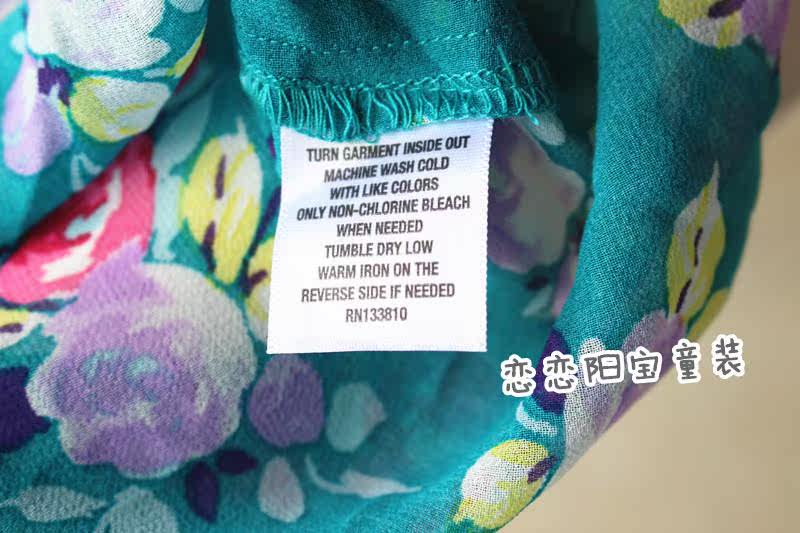 TURN GARMENT INSIDE OUT
MACHINE WASH COLD
WITH LIKE COLORS
ONLY NON-CHLORINE BLEACH
WHEN NEEDED
TUMBLE DRY LOW
WARM IRON ON THE
REVERSE SIDE IF NEEDED
RN133810
恋恋阳宝童装